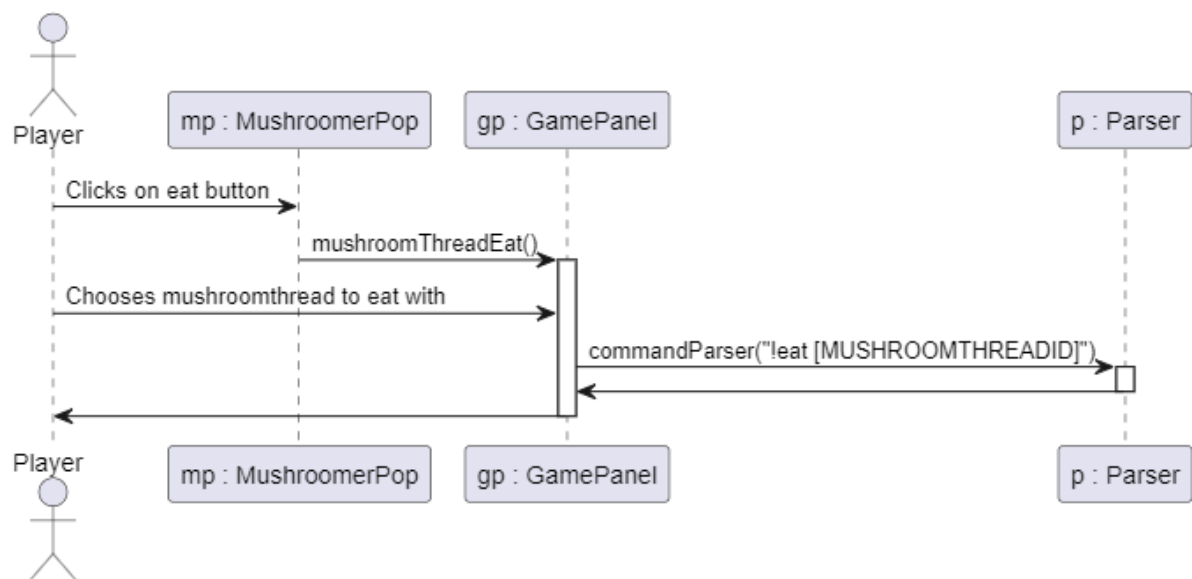 Player
mp : MushroomerPop
gp : GamePanel
p : Parser
Clicks on eat button
mushroomThreadEat()
Chooses mushroomthread to eat with
commandParser("!eat [MUSHROOMTHREADID]")
Player
mp : MushroomerPop
gp : GamePanel
p : Parser